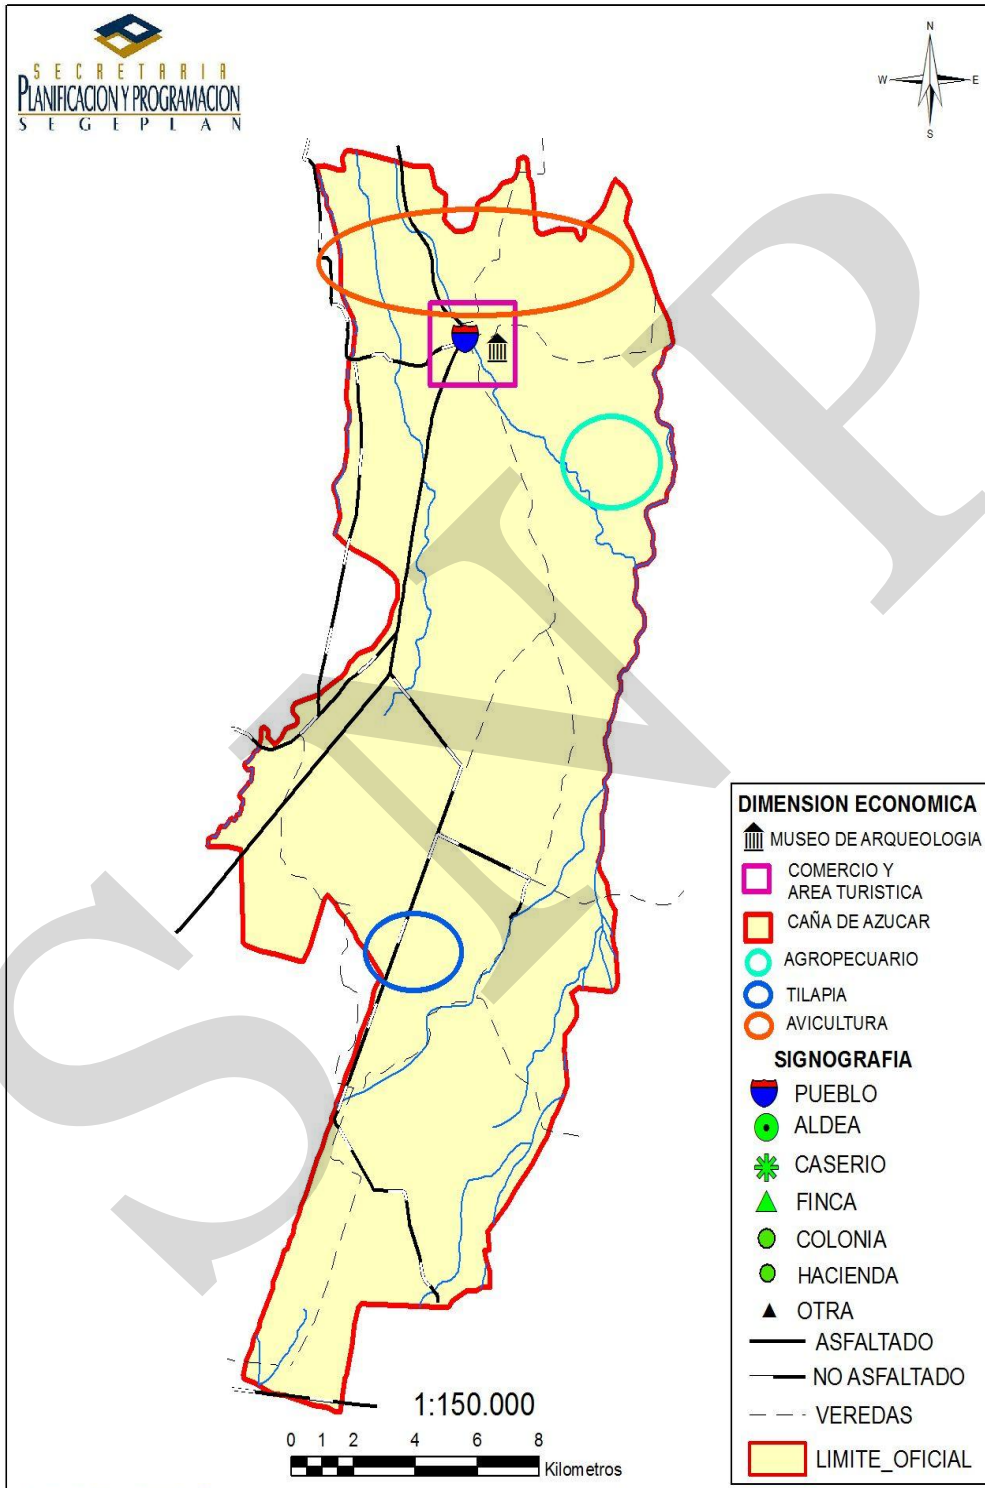 SECRETARIA
PLANIFICACION Y PROGRAMACION
SEGEPLAN
N
W
E
S
SNP
DIMENSION ECONOMICA
MUSEO DE ARQUEOLOGIA
COMERCIO Y
AREA TURISTICA
CAÑA DE AZUCAR
AGROPECUARIO
TILAPIA
AVICULTURA
SIGNOGRAFIA
PUEBLO
ALDEA
CASERIO
FINCA
COLONIA
HACIENDA
OTRA
ASFALTADO
NO ASFALTADO
VEREDAS
LIMITE_OFICIAL
1:150.000
0 1 2 4 6 8
Kilometros